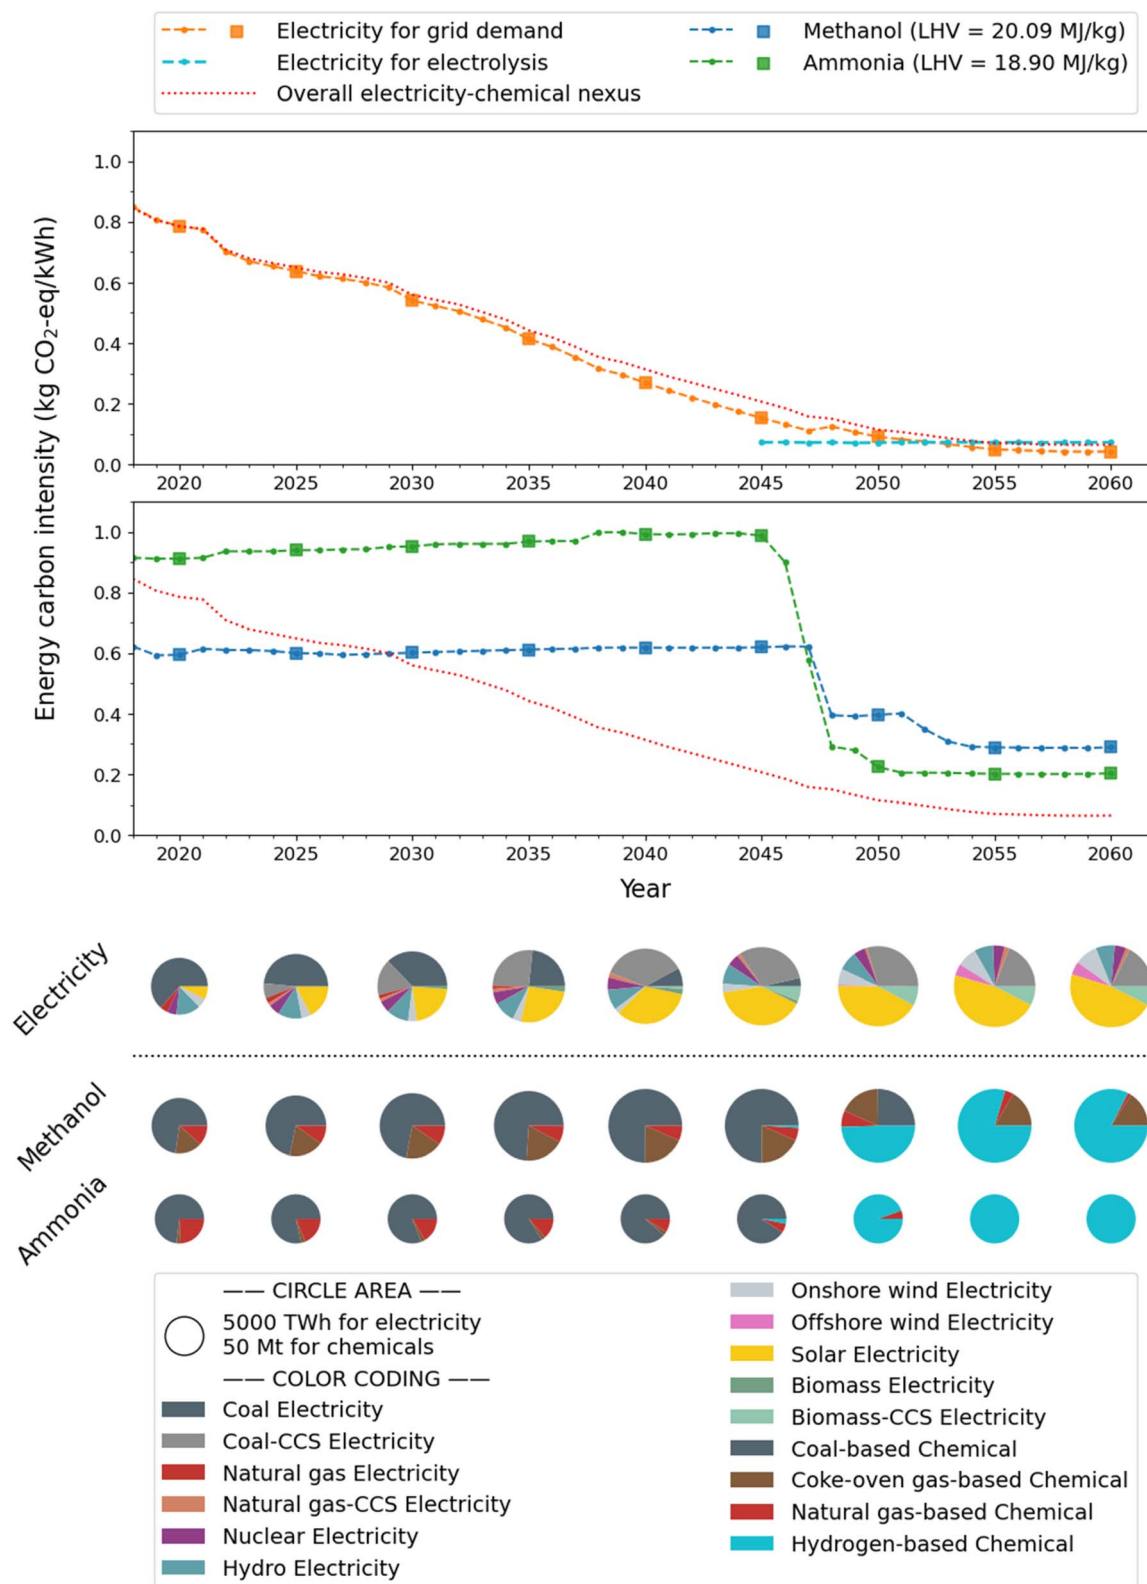 Electricity for grid demand
Electricity for electrolysis
Overall electricity-chemical nexus
Methanol (LHV = 20.09 MJ/kg)
Ammonia (LHV = 18.90 MJ/kg)
Energy carbon intensity (kg CO₂-eq/kWh)
1.0
0.8
0.6
0.4
0.2
0.0
2020 2025 2030 2035 2040 2045 2050 2055 2060
1.0
0.8
0.6
0.4
0.2
0.0
2020 2025 2030 2035 2040 2045 2050 2055 2060
Year
Electricity
Methanol
Ammonia
—— CIRCLE AREA ——
5000 TWh for electricity
50 Mt for chemicals
—— COLOR CODING ——
Coal Electricity
Coal-CCS Electricity
Natural gas Electricity
Natural gas-CCS Electricity
Nuclear Electricity
Hydro Electricity
Onshore wind Electricity
Offshore wind Electricity
Solar Electricity
Biomass Electricity
Biomass-CCS Electricity
Coal-based Chemical
Coke-oven gas-based Chemical
Natural gas-based Chemical
Hydrogen-based Chemical